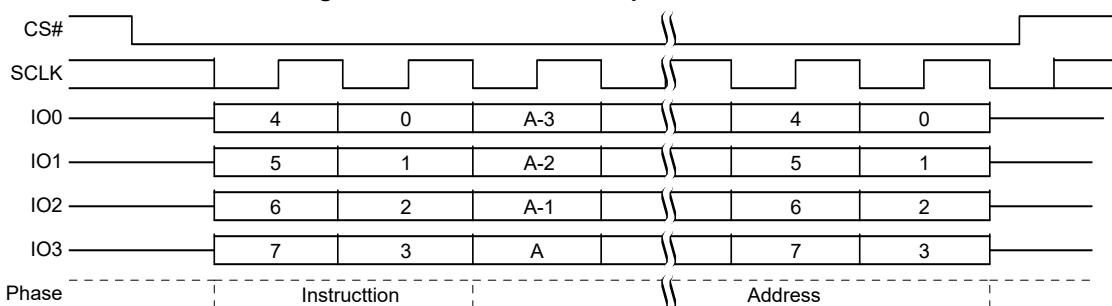 CS#
SCLK
IO0 4 0 A-3 4 0
IO1 5 1 A-2 5 1
IO2 6 2 A-1 6 2
IO3 7 3 A 7 3
Phase Instructtion Address